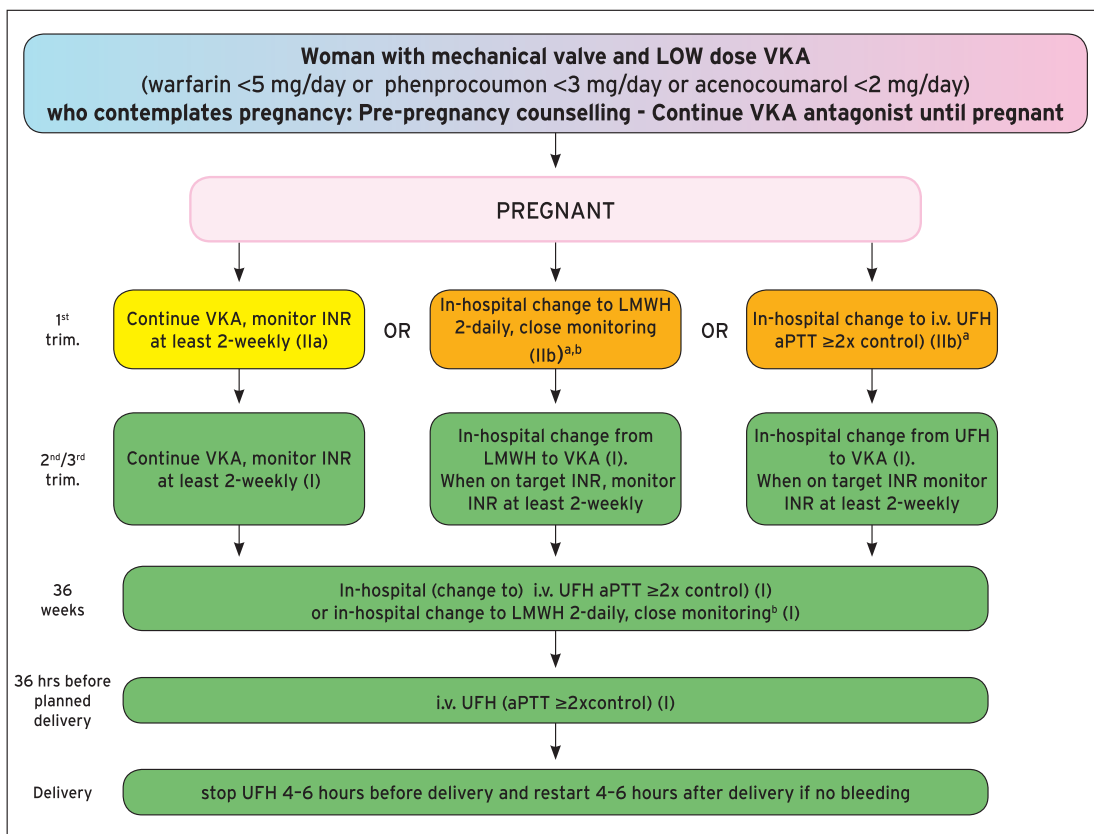 Woman with mechanical valve and LOW dose VKA
(warfarin <5 mg/day or phenprocoumon <3 mg/day or acenocoumarol <2 mg/day)
who contemplates pregnancy: Pre-pregnancy counselling - Continue VKA antagonist until pregnant
PREGNANT
1st
trim.
Continue VKA, monitor INR
at least 2-weekly (IIa)
OR
In-hospital change to LMWH
2-daily, close monitoring
(IIb)a,b
OR
In-hospital change to i.v. UFH
aPTT ≥2x control) (IIb)a
2nd/3rd
trim.
Continue VKA, monitor INR
at least 2-weekly (I)
In-hospital change from
LMWH to VKA (I).
When on target INR, monitor
INR at least 2-weekly
In-hospital change from UFH
to VKA (I).
When on target INR monitor
INR at least 2-weekly
36
weeks
In-hospital (change to) i.v. UFH aPTT ≥2x control) (I)
or in-hospital change to LMWH 2-daily, close monitoringb (I)
36 hrs before
planned
delivery
i.v. UFH (aPTT ≥2xcontrol) (I)
Delivery
stop UFH 4–6 hours before delivery and restart 4–6 hours after delivery if no bleeding